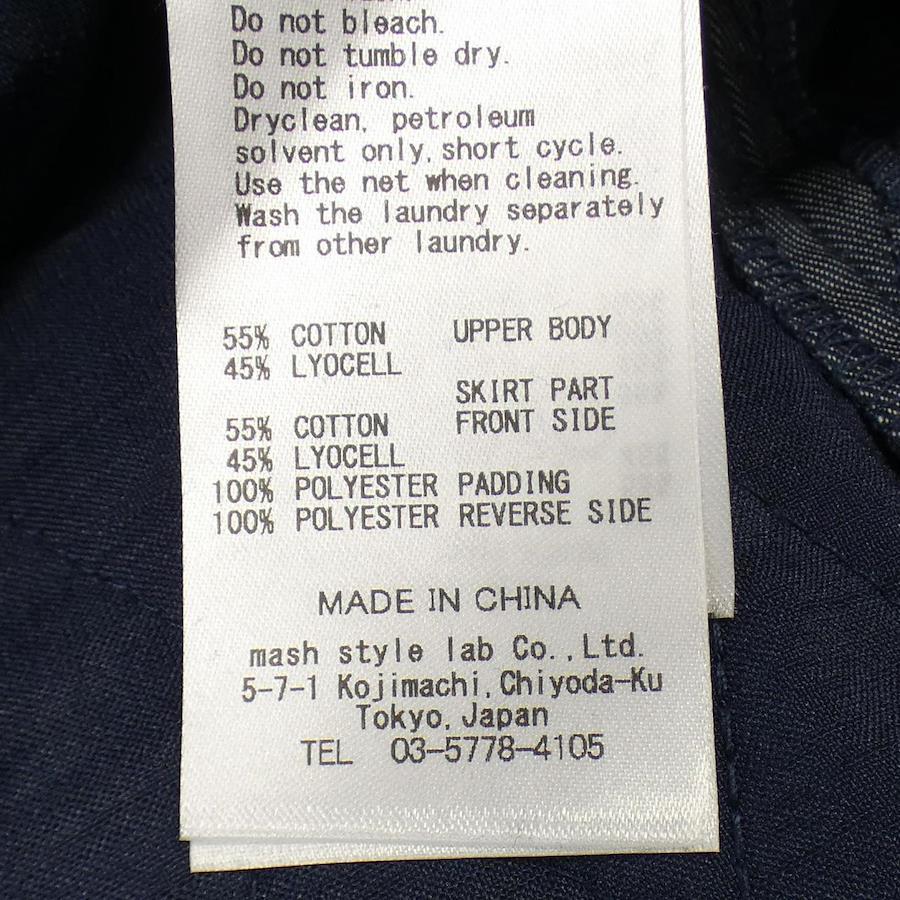 Do not bleach.
Do not tumble dry.
Do not iron.
Dryclean, petroleum
solvent only, short cycle.
Use the net when cleaning.
Wash the laundry separately
from other laundry.
55% COTTON UPPER BODY
45% LYOCELL
SKIRT PART
55% COTTON FRONT SIDE
45% LYOCELL
100% POLYESTER PADDING
100% POLYESTER REVERSE SIDE
MADE IN CHINA
mash style lab Co.,Ltd.
5-7-1 Kojimachi,Chiyoda-Ku
Tokyo,Japan
TEL 03-5778-4105